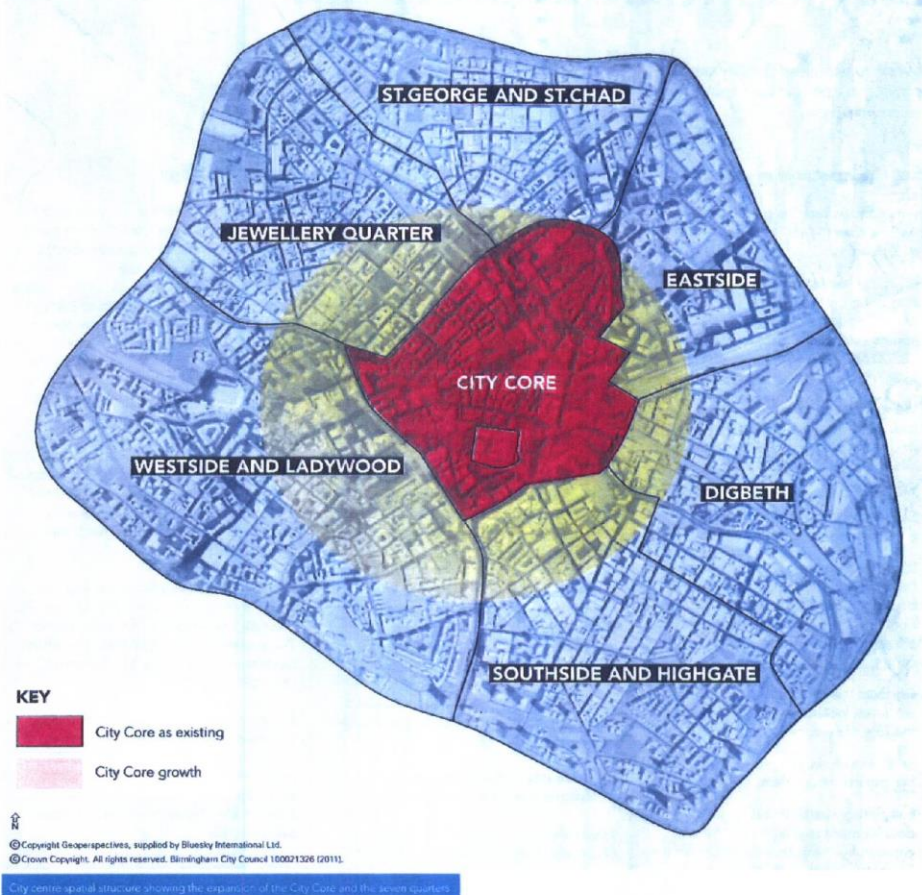 ST.GEORGE AND ST.CHAD
JEWELLERY QUARTER
EASTSIDE
CITY CORE
WESTSIDE AND LADYWOOD
DIGBETH
SOUTHSIDE AND HIGHGATE
KEY
City Core as existing
City Core growth
N
©Copyright Geoperspectives, supplied by Bluesky International Ltd.
©Crown Copyright. All rights reserved. Birmingham City Council 100021326 (2011).
City centre spatial structure showing the expansion of the City Core and the seven quarters